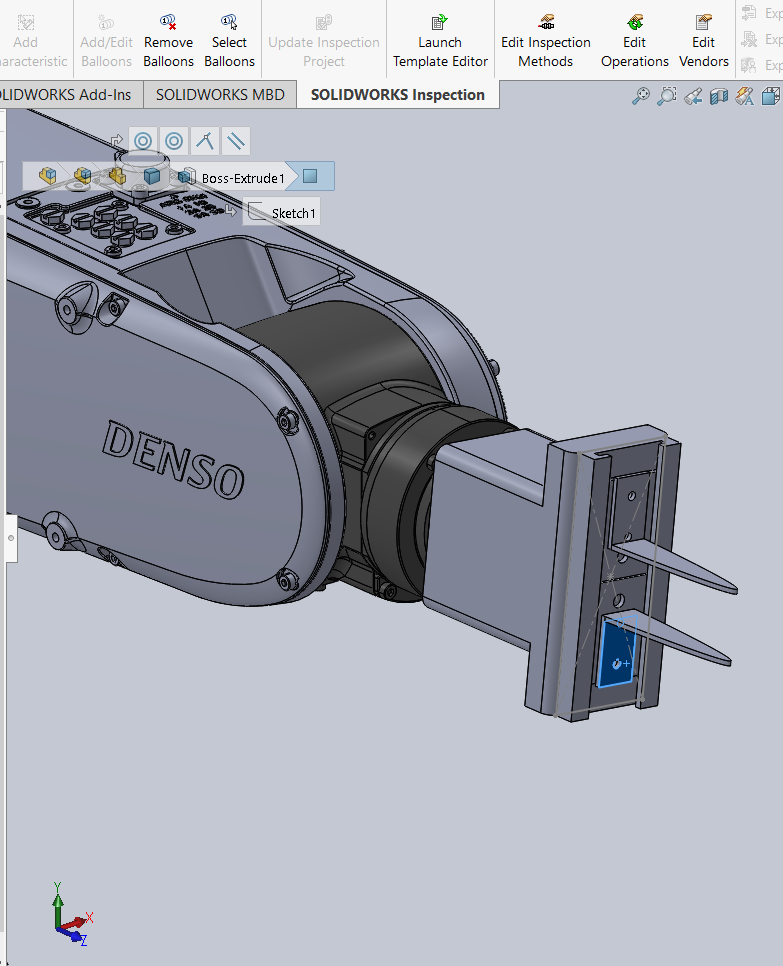 Add
aracteristic
Add/Edit
Balloons
Remove
Balloons
Select
Balloons
Update Inspection
Project
Launch
Template Editor
Edit Inspection
Methods
Edit
Operations
Edit
Vendors
Exp
Exp
Exp
OLIDWORKS Add-Ins
SOLIDWORKS MBD
SOLIDWORKS Inspection
Boss-Extrude1
Sketch1
DENSO
Y
X
Z